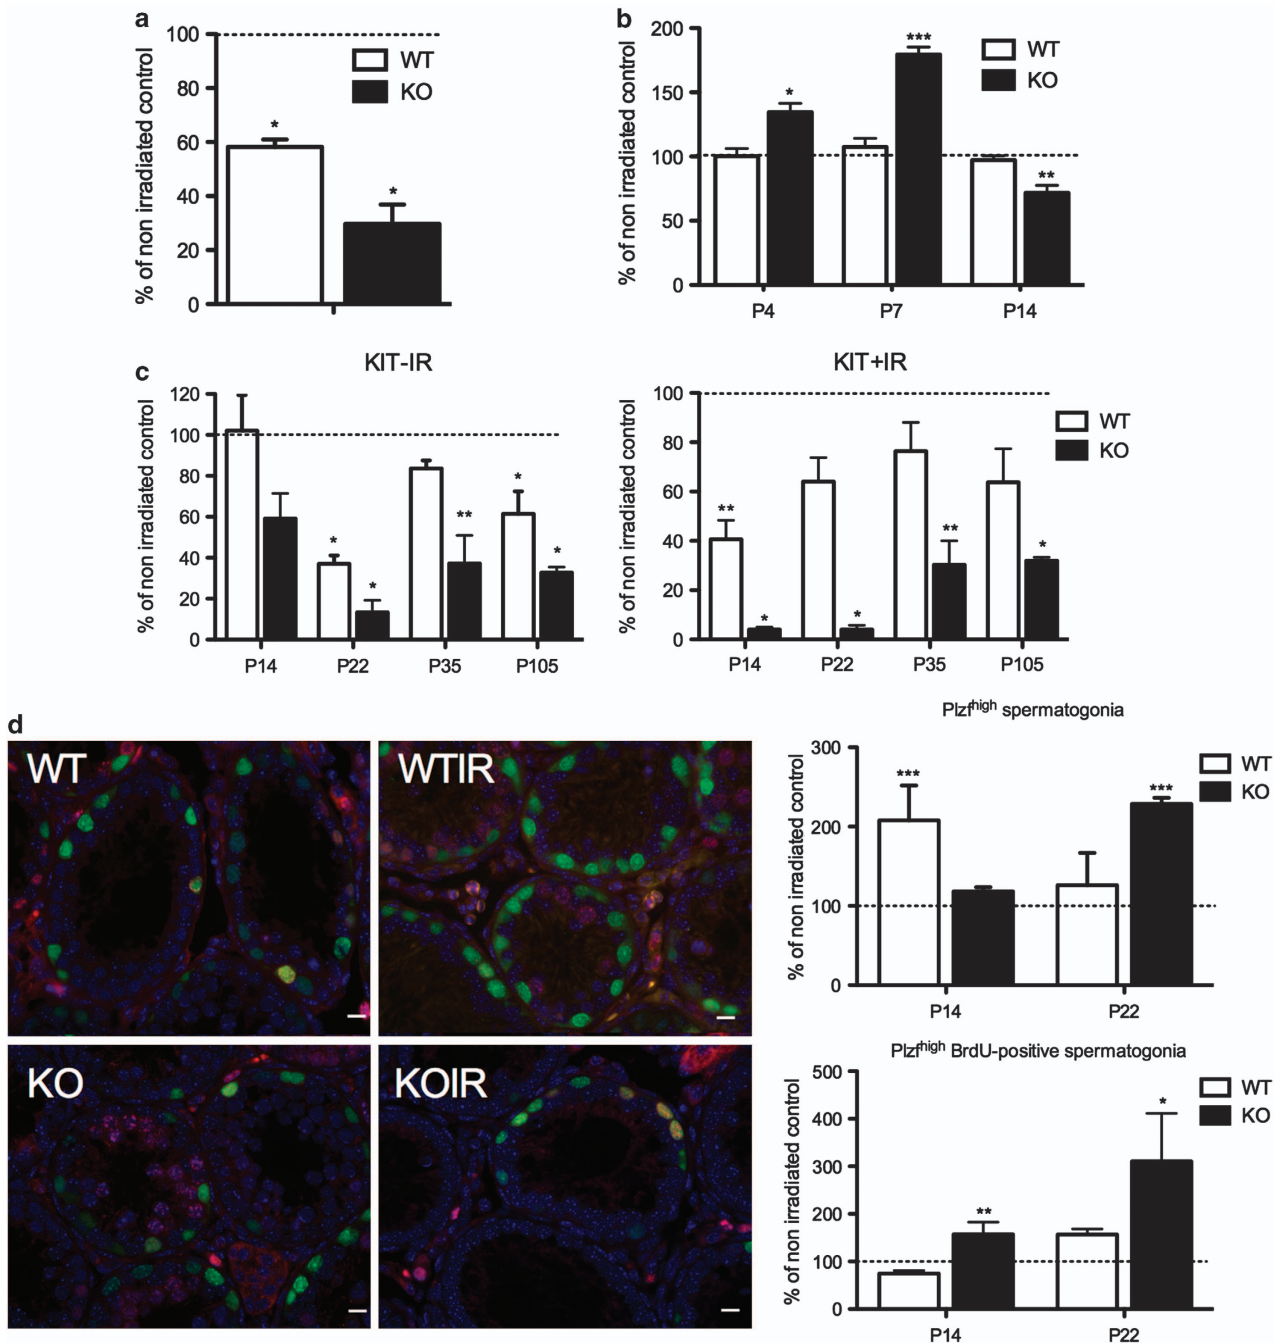 a
% of non irradiated control
100
80
60
40
20
0
*
*
WT
KO
b
% of non irradiated control
200
150
100
50
0
*
***
**
WT
KO
P4 P7 P14
c
KIT-IR
% of non irradiated control
120
100
80
60
40
20
0
*
*
**
*
*
P14 P22 P35 P105
KIT+IR
% of non irradiated control
100
80
60
40
20
0
**
*
*
**
*
WT
KO
P14 P22 P35 P105
d
WT
WTIR
KO
KOIR
Plzfhigh spermatogonia
% of non irradiated control
300
200
100
0
***
***
WT
KO
P14 P22
Plzfhigh BrdU-positive spermatogonia
% of non irradiated control
500
400
300
200
100
0
**
*
WT
KO
P14 P22